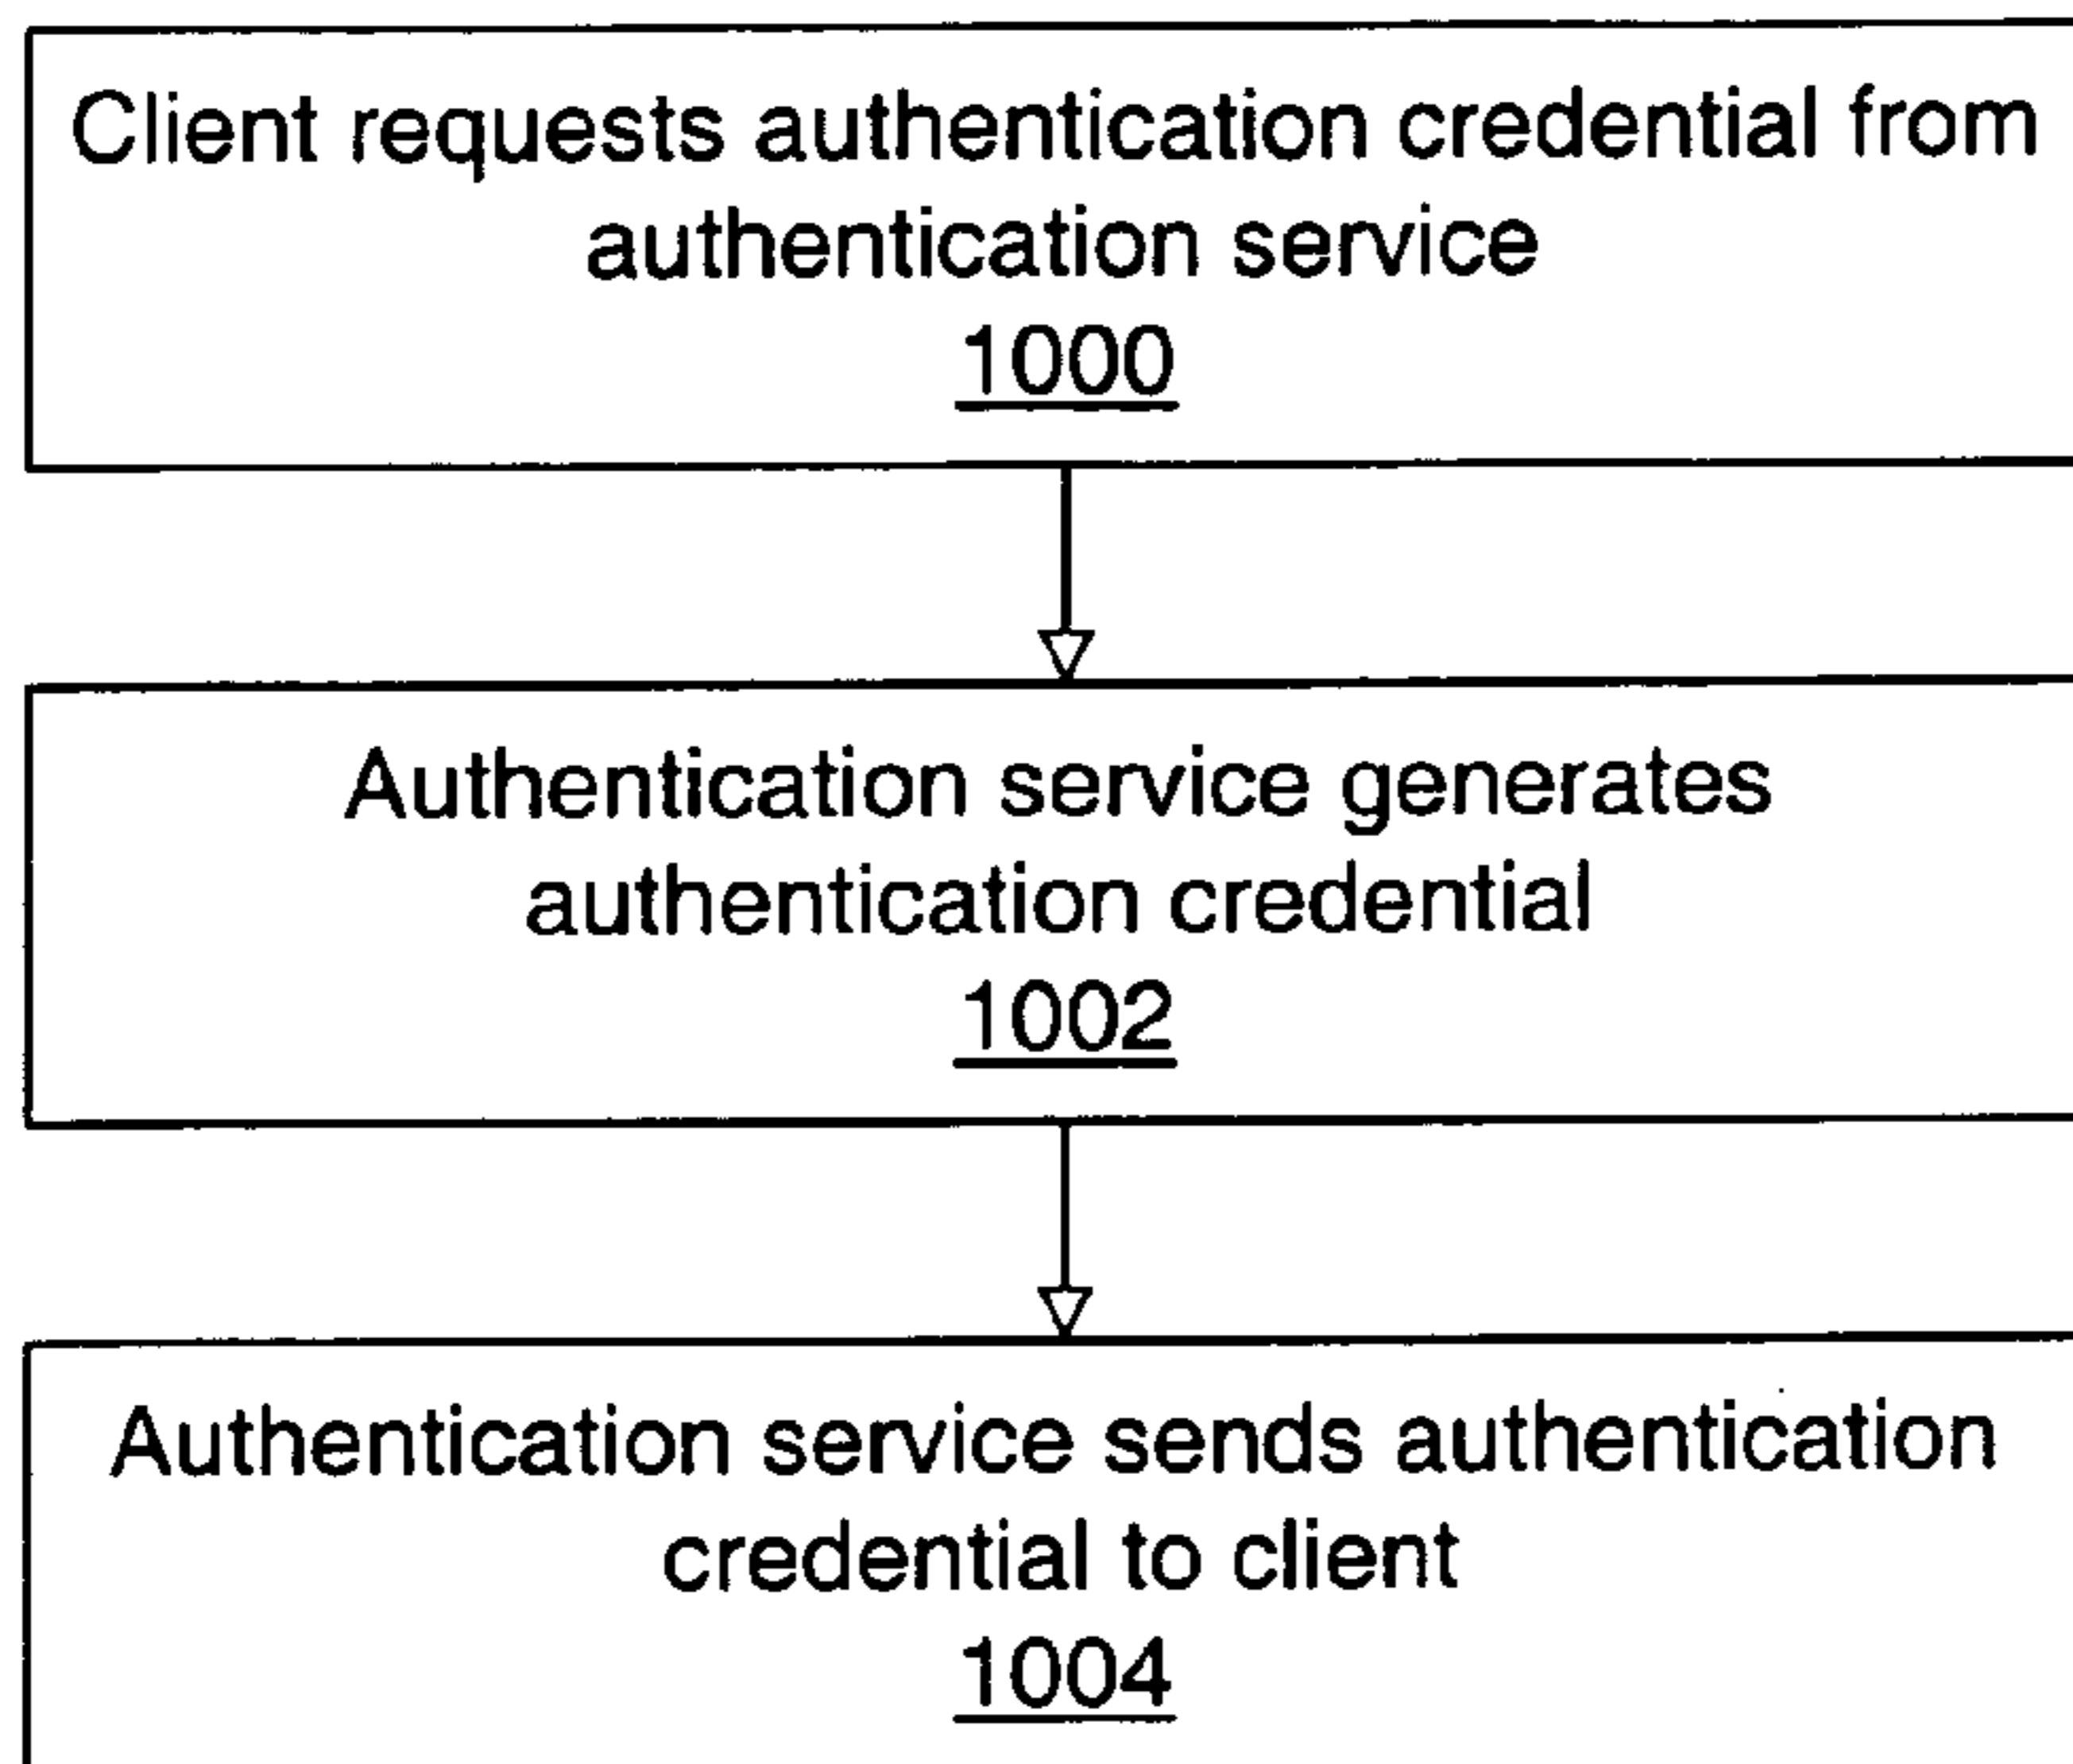 Client requests authentication credential from
authentication service
1000
Authentication service generates
authentication credential
1002
Authentication service sends authentication
credential to client
1004